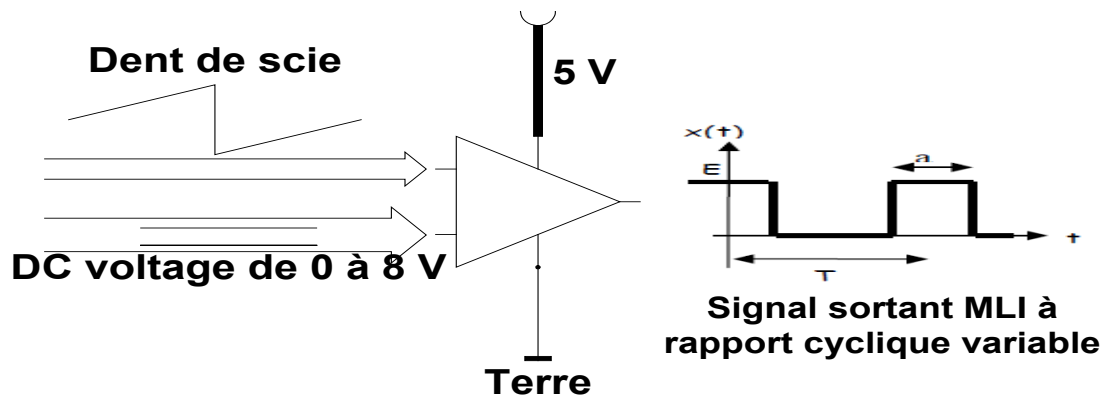 Dent de scie
5 V
DC voltage de 0 à 8 V
Terre
x(t)
E
a
t
T
Signal sortant MLI à
rapport cyclique variable